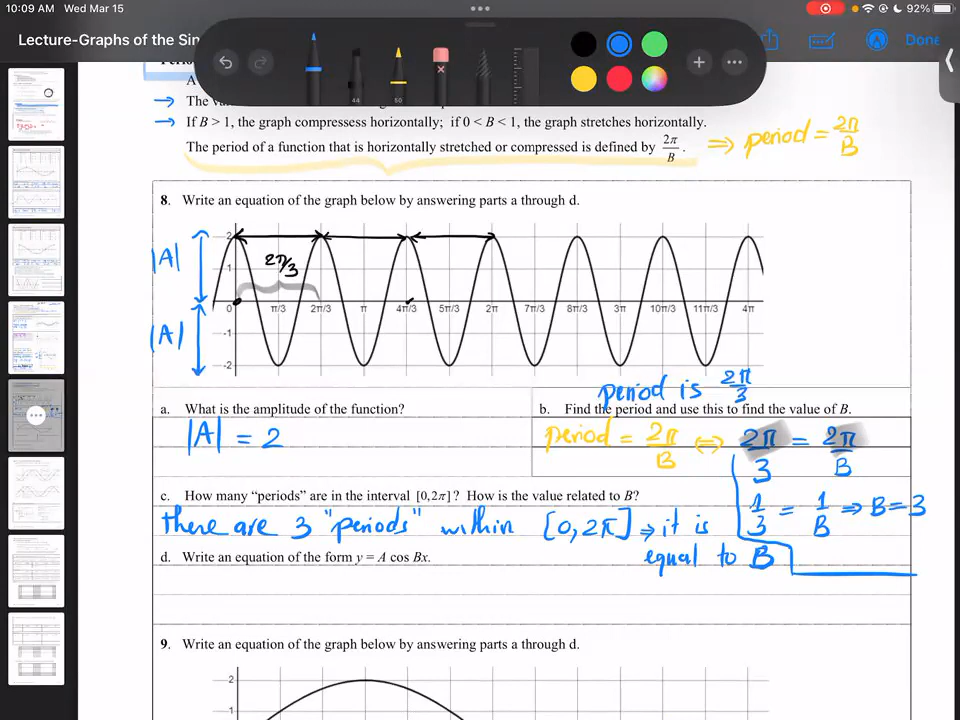 10:09 AM Wed Mar 15
92%
Lecture-Graphs of the Sin
Done
44
50
If B > 1, the graph compressess horizontally; if 0 < B < 1, the graph stretches horizontally.
The period of a function that is horizontally stretched or compressed is defined by 2π/B.
⇒ period = 2π/B
8. Write an equation of the graph below by answering parts a through d.
|A|
|A|
2
1
-1
-2
2π/3
0 π/3 2π/3 π 4π/3 5π/3 2π 7π/3 8π/3 3π 10π/3 11π/3 4π
period is 2π/3
a. What is the amplitude of the function?
|A| = 2
b. Find the period and use this to find the value of B.
period = 2π/B ⇔ 2π/3 = 2π/B
1/3 = 1/B ⇒ B = 3
c. How many “periods” are in the interval [0,2π]? How is the value related to B?
there are 3 "periods" within [0, 2π] ⇒ it is
equal to B
d. Write an equation of the form y = A cos Bx.
9. Write an equation of the graph below by answering parts a through d.
2
1